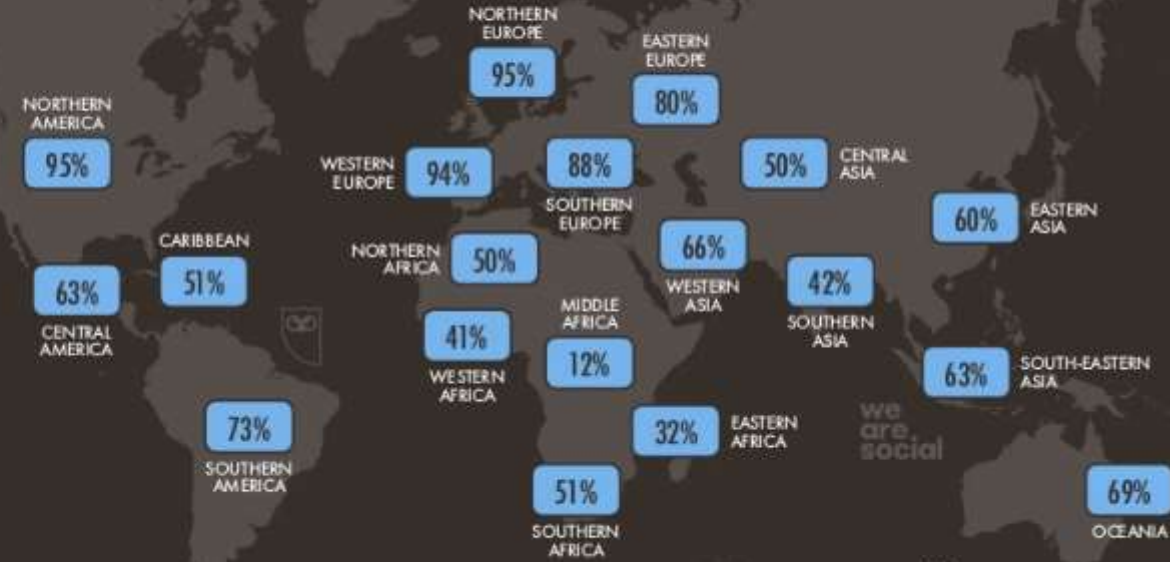 NORTHERN
EUROPE
95%
EASTERN
EUROPE
80%
NORTHERN
AMERICA
95%
WESTERN
EUROPE
94%
88%
SOUTHERN
EUROPE
50%
CENTRAL
ASIA
60%
EASTERN
ASIA
CARIBBEAN
51%
NORTHERN
AFRICA
50%
66%
WESTERN
ASIA
63%
CENTRAL
AMERICA
42%
SOUTHERN
ASIA
41%
WESTERN
AFRICA
MIDDLE
AFRICA
12%
63%
SOUTH-EASTERN
ASIA
73%
SOUTHERN
AMERICA
32%
EASTERN
AFRICA
we
are.
social
51%
SOUTHERN
AFRICA
69%
OCEANIA